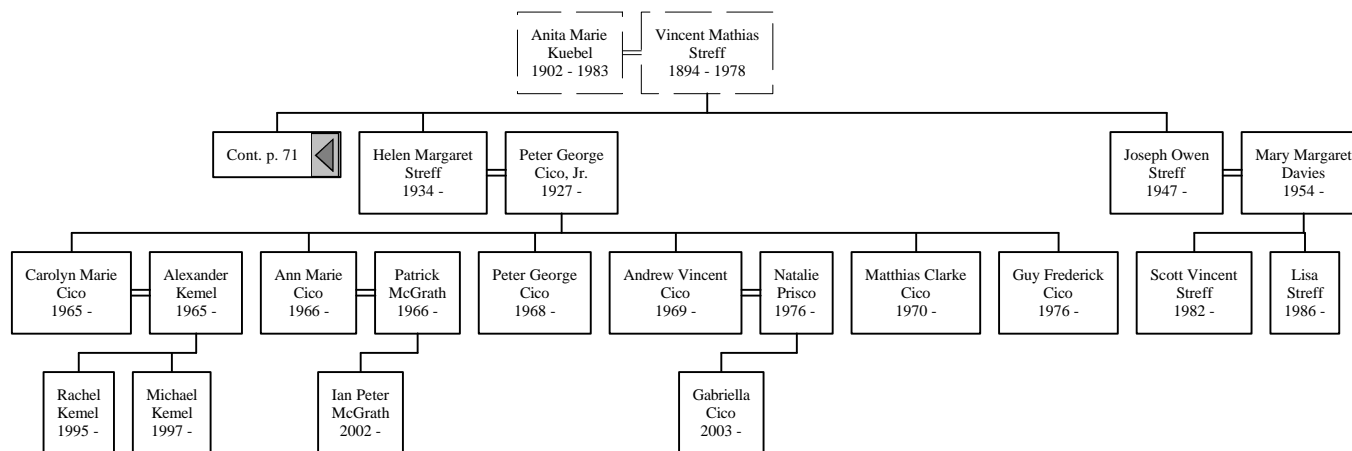 Anita Marie
Kuebel
1902 - 1983
Vincent Mathias
Streff
1894 - 1978
Cont. p. 71
Helen Margaret
Streff
1934 -
Peter George
Cico, Jr.
1927 -
Joseph Owen
Streff
1947 -
Mary Margaret
Davies
1954 -
Carolyn Marie
Cico
1965 -
Alexander
Kemel
1965 -
Ann Marie
Cico
1966 -
Patrick
McGrath
1966 -
Peter George
Cico
1968 -
Andrew Vincent
Cico
1969 -
Natalie
Prisco
1976 -
Matthias Clarke
Cico
1970 -
Guy Frederick
Cico
1976 -
Scott Vincent
Streff
1982 -
Lisa
Streff
1986 -
Rachel
Kemel
1995 -
Michael
Kemel
1997 -
Ian Peter
McGrath
2002 -
Gabriella
Cico
2003 -